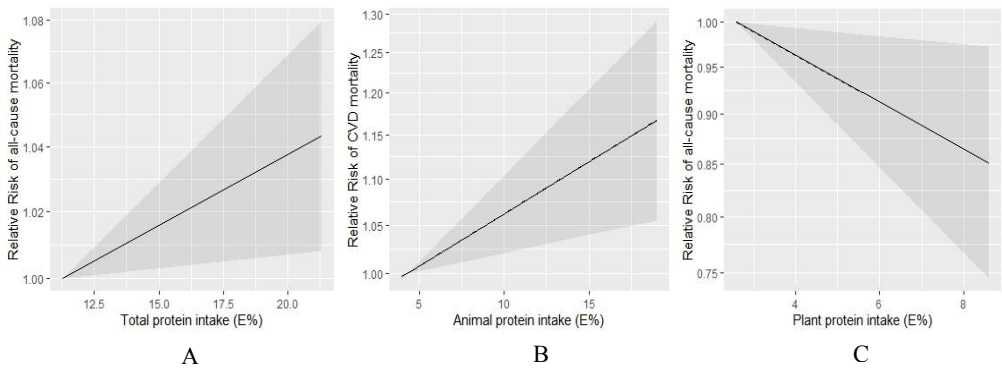 Relative Risk of all-cause mortality
1.08
1.06
1.04
1.02
1.00
12.5 15.0 17.5 20.0
Total protein intake (E%)
A
Relative Risk of CVD mortality
1.30
1.25
1.20
1.15
1.10
1.05
1.00
5 10 15
Animal protein intake (E%)
B
Relative Risk of all-cause mortality
1.00
0.95
0.90
0.85
0.80
0.75
4 6 8
Plant protein intake (E%)
C